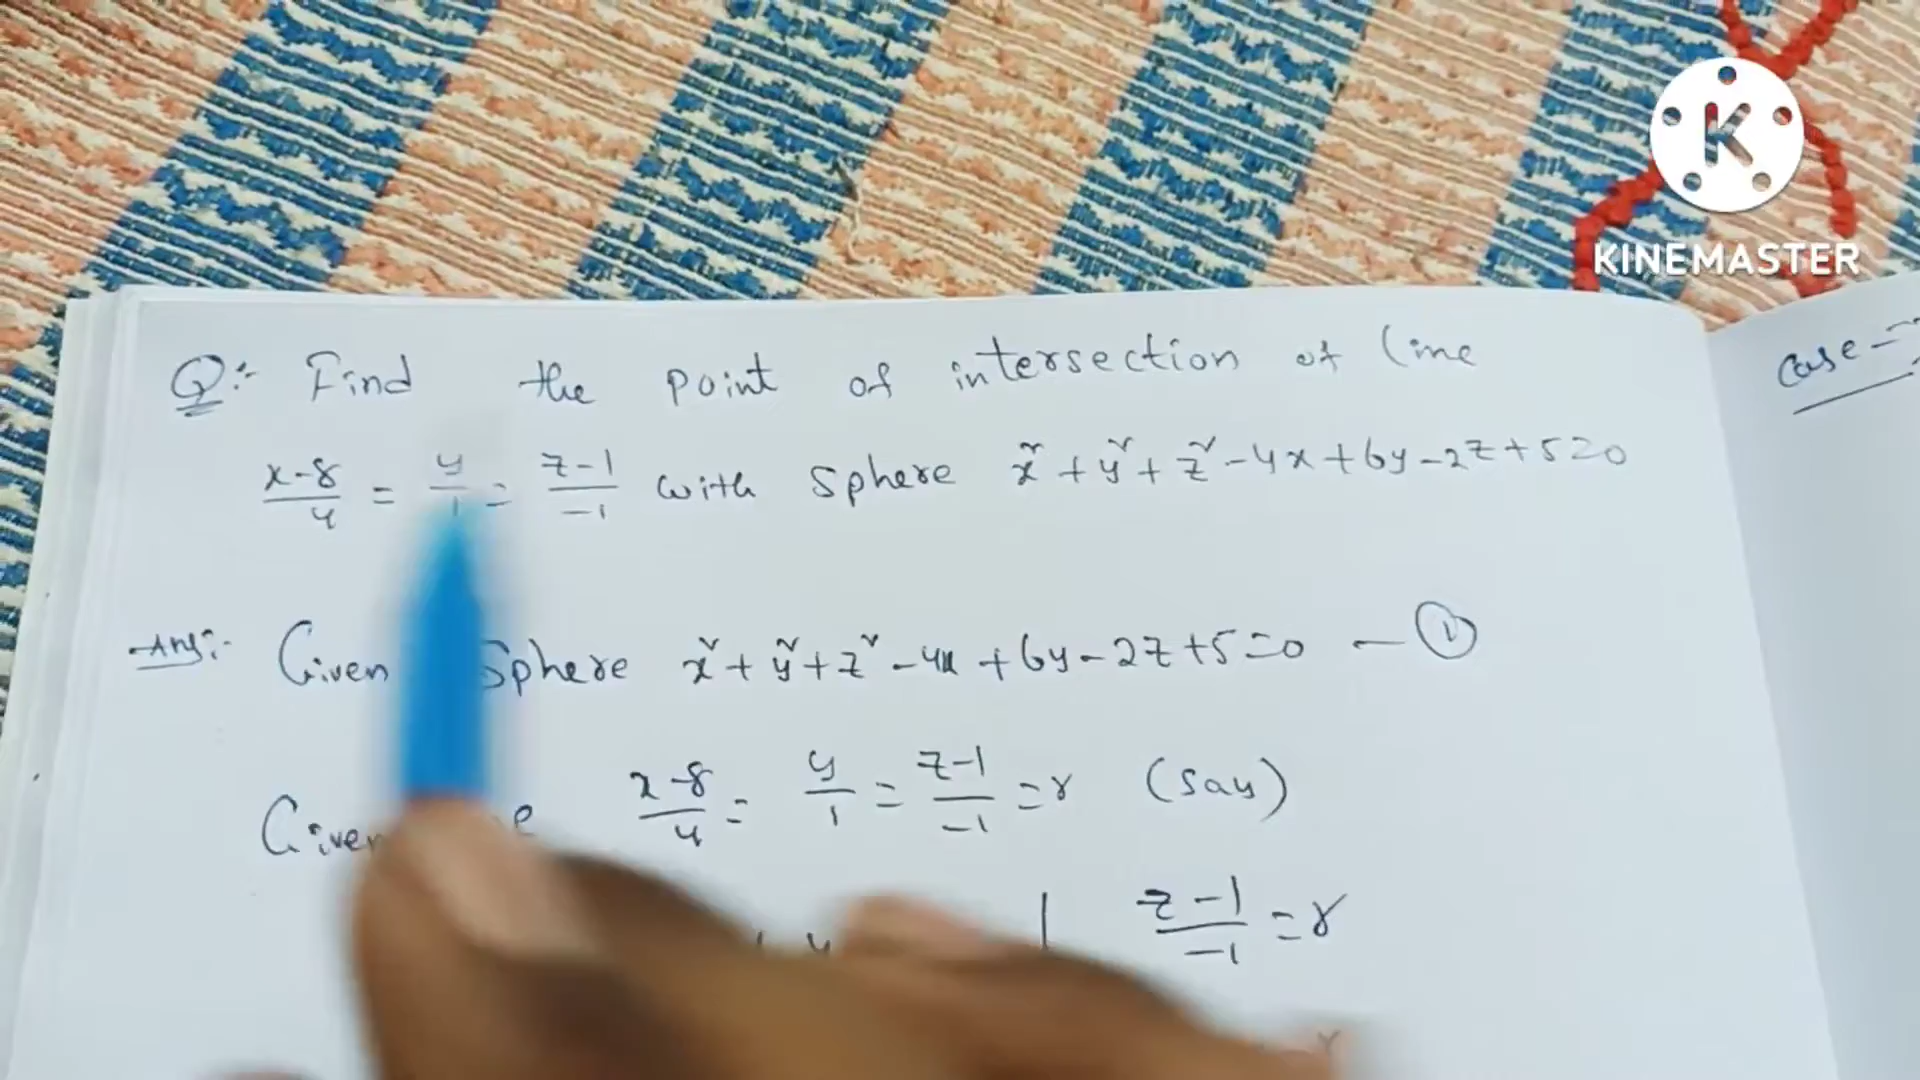 KINEMASTER
Q:- Find the point of intersection of line
x-8/4 = y/1 = z-1/-1 with sphere x²+y²+z²-4x+6y-2z+5=0
Case-
Ans:- Given Sphere x²+y²+z²-4x+6y-2z+5=0 — ①
Given x-8/4 = y/1 = z-1/-1 = r (say)
z-1/-1 = r